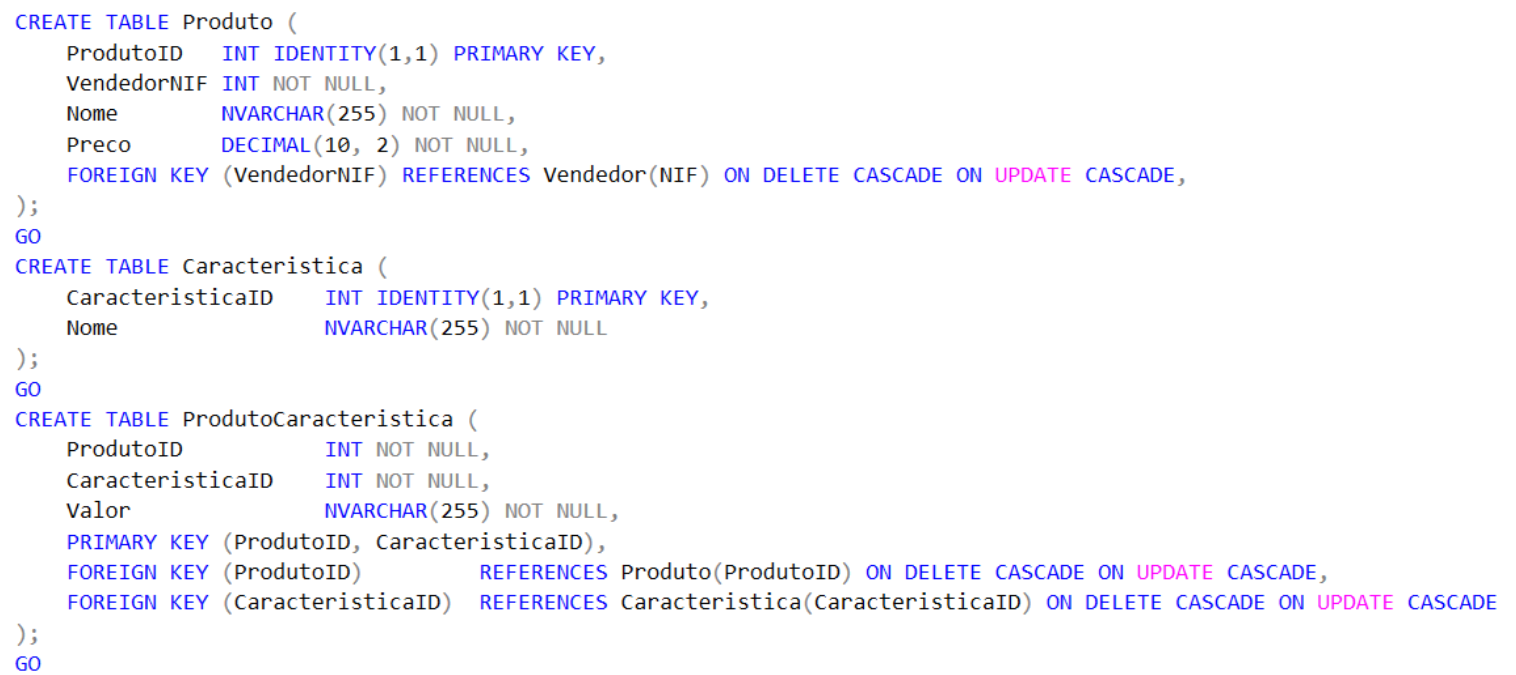 CREATE TABLE Produto (
    ProdutoID   INT IDENTITY(1,1) PRIMARY KEY,
    VendedorNIF INT NOT NULL,
    Nome        NVARCHAR(255) NOT NULL,
    Preco       DECIMAL(10, 2) NOT NULL,
    FOREIGN KEY (VendedorNIF) REFERENCES Vendedor(NIF) ON DELETE CASCADE ON UPDATE CASCADE,
);
GO
CREATE TABLE Caracteristica (
    CaracteristicaID    INT IDENTITY(1,1) PRIMARY KEY,
    Nome                NVARCHAR(255) NOT NULL
);
GO
CREATE TABLE ProdutoCaracteristica (
    ProdutoID           INT NOT NULL,
    CaracteristicaID    INT NOT NULL,
    Valor               NVARCHAR(255) NOT NULL,
    PRIMARY KEY (ProdutoID, CaracteristicaID),
    FOREIGN KEY (ProdutoID)         REFERENCES Produto(ProdutoID) ON DELETE CASCADE ON UPDATE CASCADE,
    FOREIGN KEY (CaracteristicaID)  REFERENCES Caracteristica(CaracteristicaID) ON DELETE CASCADE ON UPDATE CASCADE
);
GO